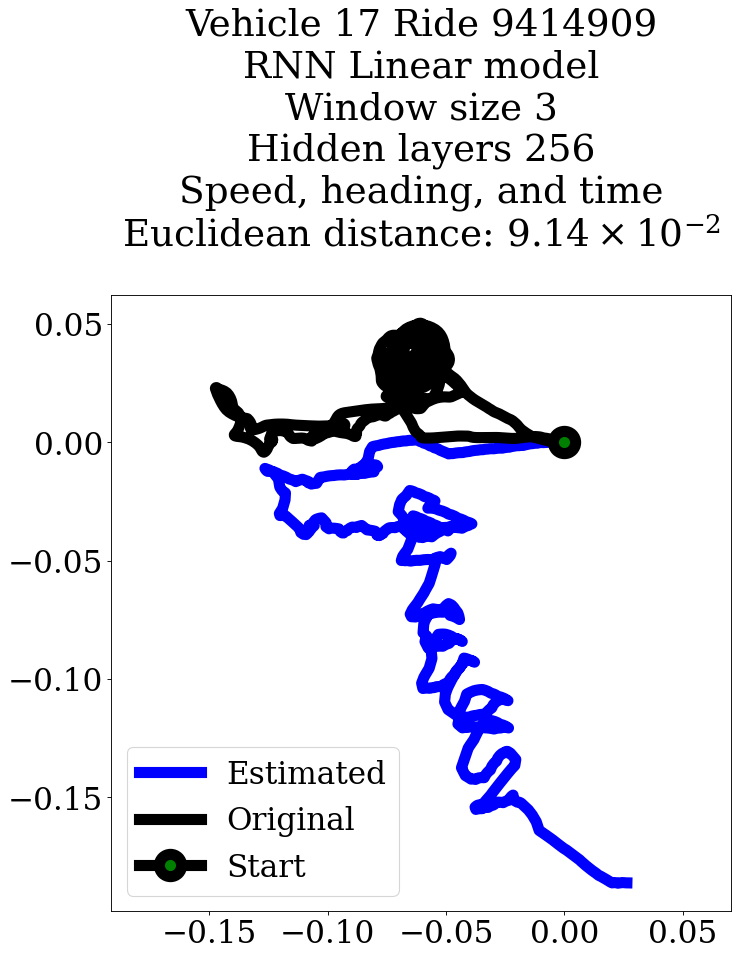 Vehicle 17 Ride 9414909
RNN Linear model
Window size 3
Hidden layers 256
Speed, heading, and time
Euclidean distance: 9.14 × 10⁻²
0.05
0.00
−0.05
−0.10
−0.15
Estimated
Original
Start
−0.15 −0.10 −0.05 0.00 0.05